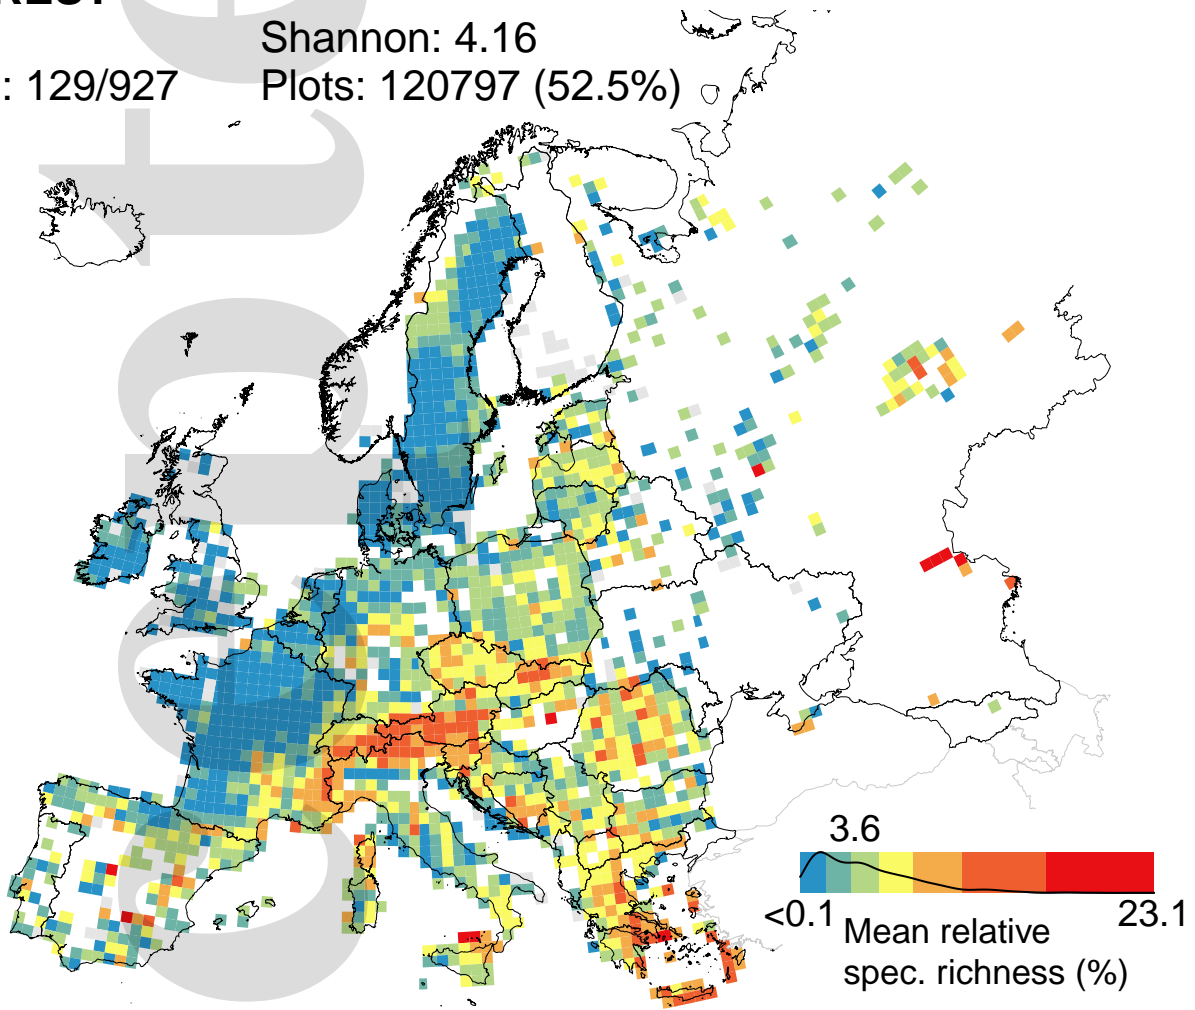 Shannon: 4.16
: 129/927
Plots: 120797 (52.5%)
3.6
<0.1
23.1
Mean relative
spec. richness (%)